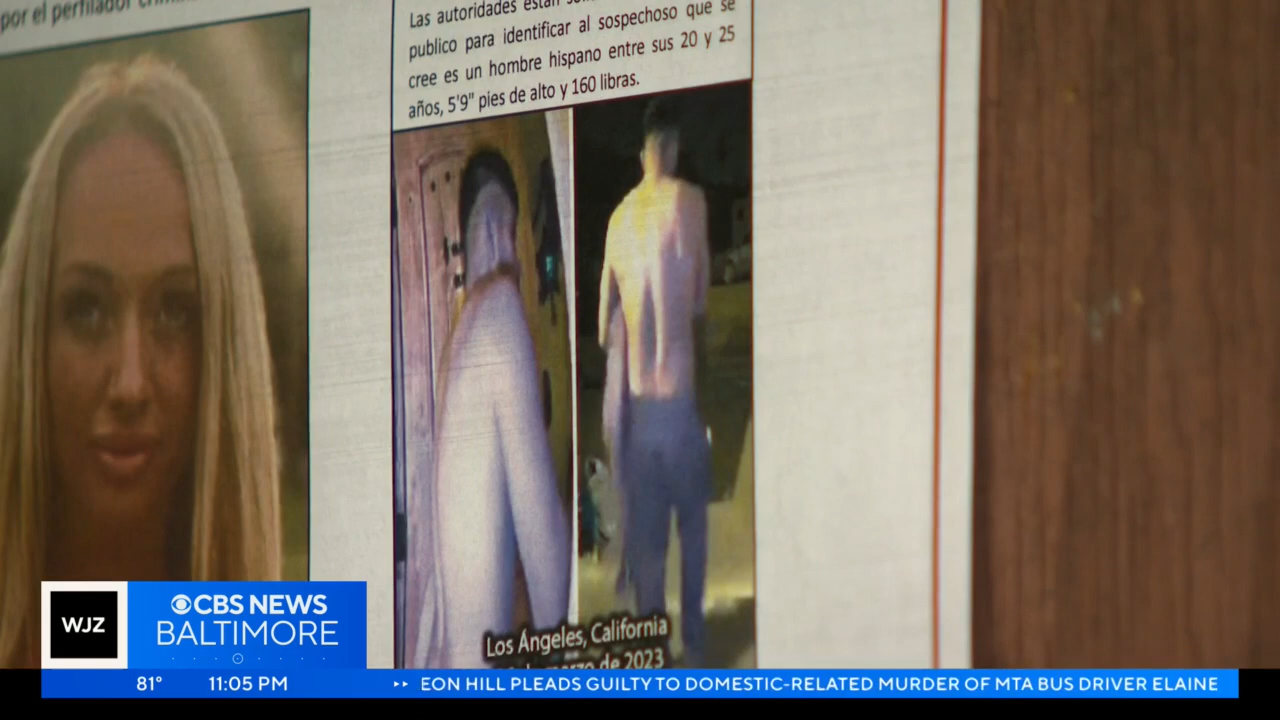 por el perfilador
Las autoridades están
publico para identificar al sospechoso que se
cree es un hombre hispano entre sus 20 y 25
años, 5'9" pies de alto y 160 libras.
Los Ángeles, California
marzo de 2023
WJZ
CBS NEWS
BALTIMORE
81° 11:05 PM EON HILL PLEADS GUILTY TO DOMESTIC-RELATED MURDER OF MTA BUS DRIVER ELAINE